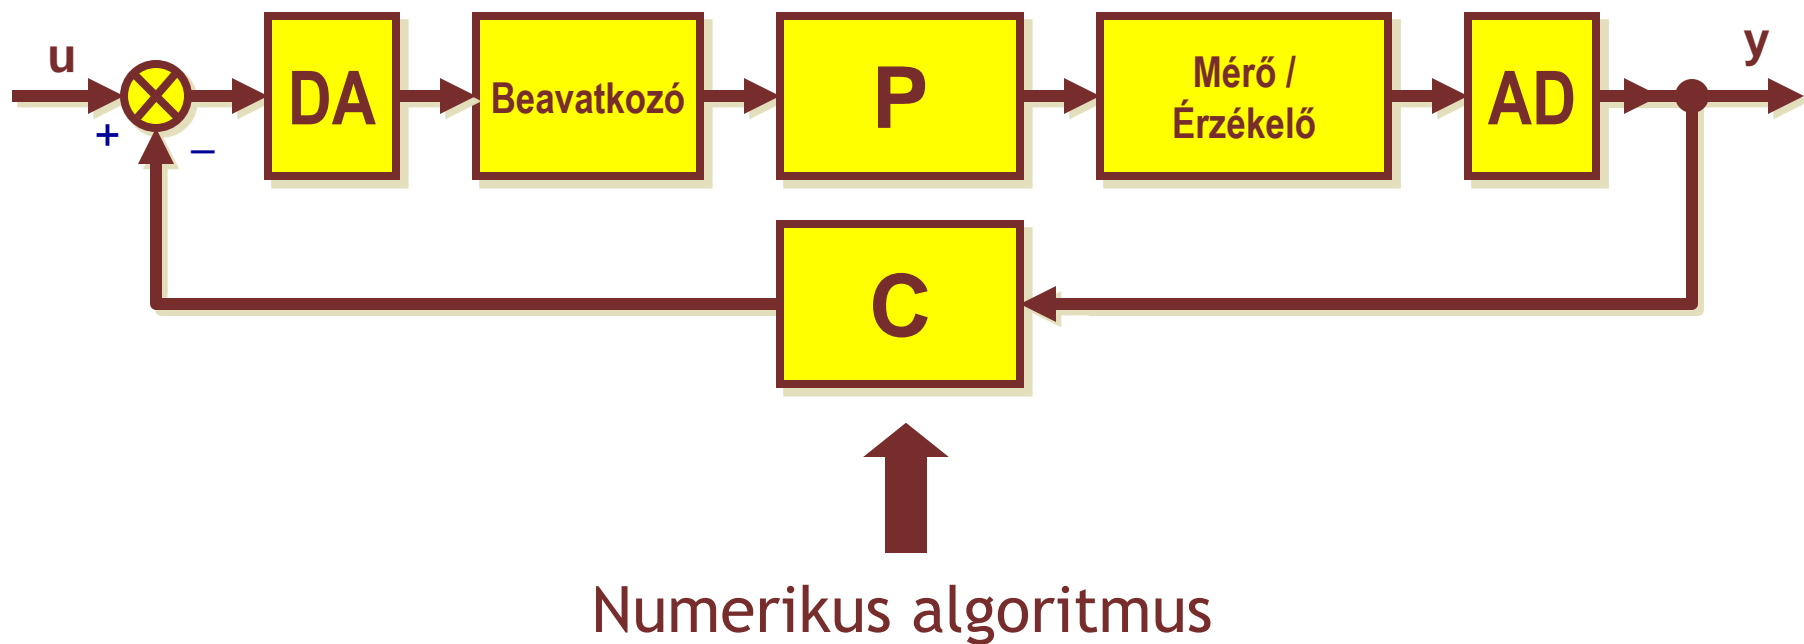 u
+
–
DA
Beavatkozó
P
Mérő /
Érzékelő
AD
y
C
Numerikus algoritmus